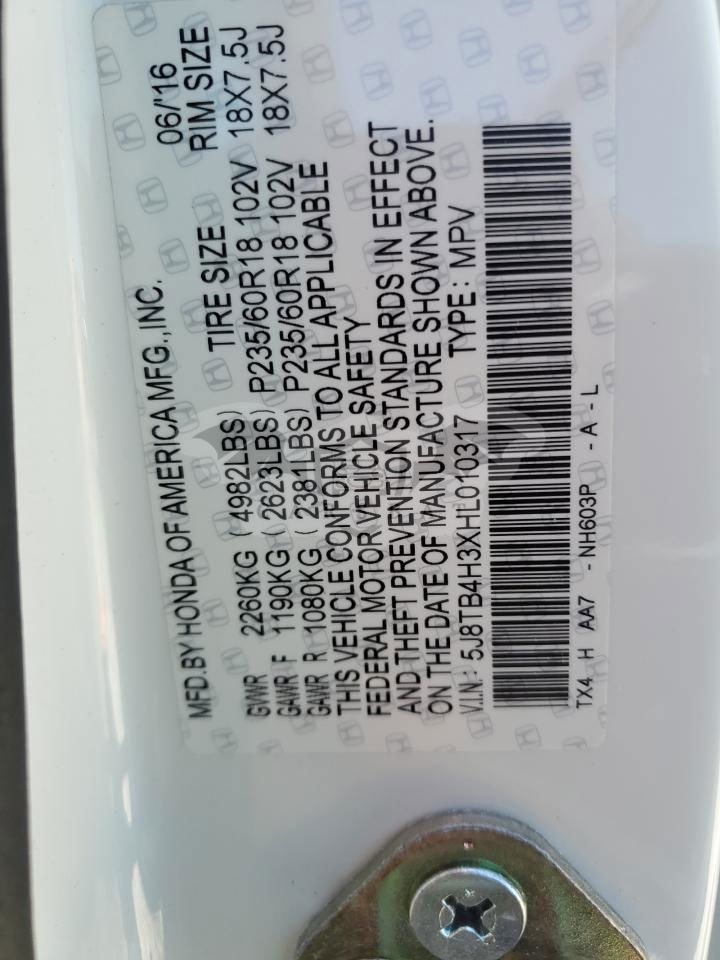 MFD.BY HONDA OF AMERICA MFG.,INC. 06/'16
TIRE SIZE RIM SIZE
GVWR 2260KG (4982LBS)
GAWR F 1190KG (2623LBS) P235/60R18 102V 18X7.5J
GAWR R 1080KG (2381LBS) P235/60R18 102V 18X7.5J
THIS VEHICLE CONFORMS TO ALL APPLICABLE
FEDERAL MOTOR VEHICLE SAFETY
AND THEFT PREVENTION STANDARDS IN EFFECT
ON THE DATE OF MANUFACTURE SHOWN ABOVE.
V.I.N.: 5J8TB4H3XHL010317 TYPE: MPV
TX4 H AA7 - NH603P - A - L